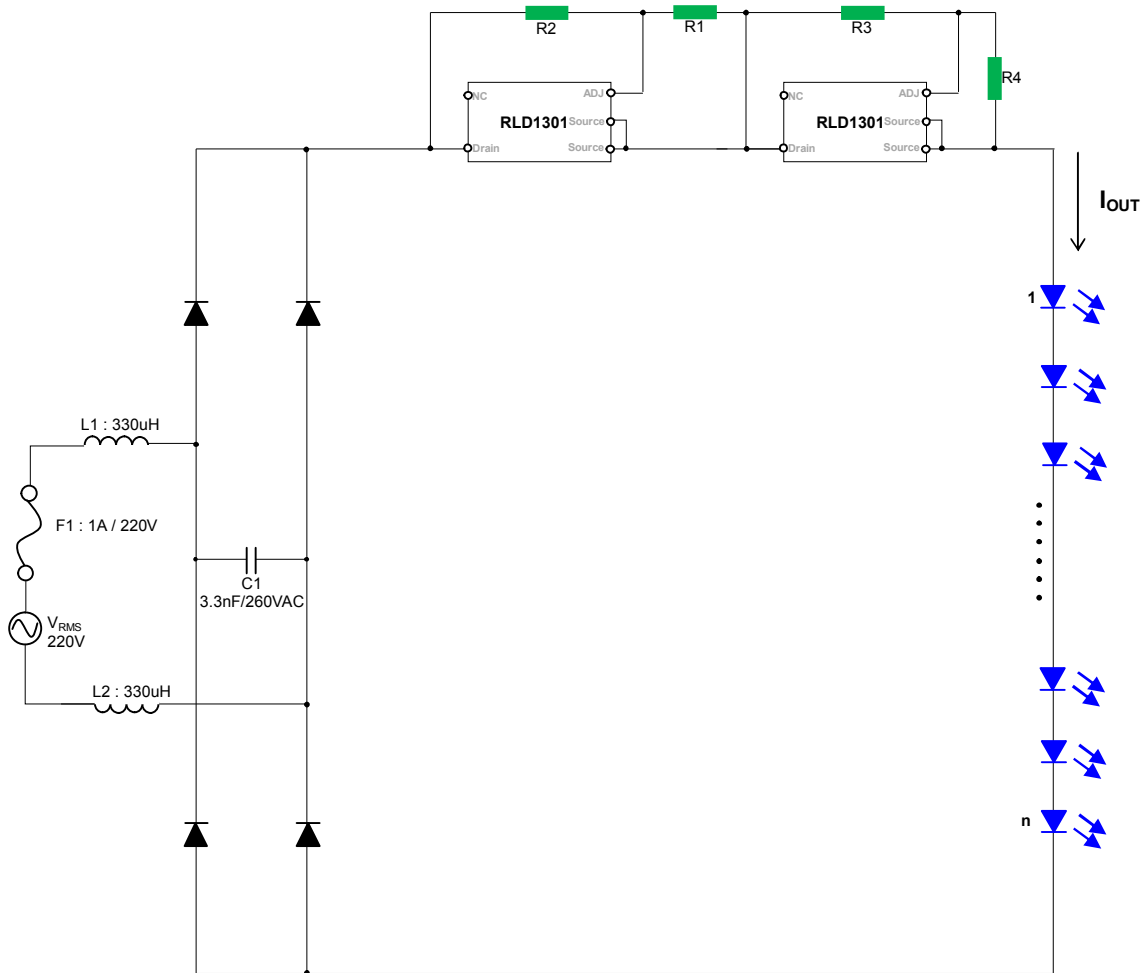 R2
R1
R3
R4
NC
ADJ
RLD1301
Source
Drain
Source
NC
ADJ
RLD1301
Source
Drain
Source
IOUT
1
L1 : 330uH
F1 : 1A / 220V
C1
3.3nF/260VAC
VRMS
220V
L2 : 330uH
n